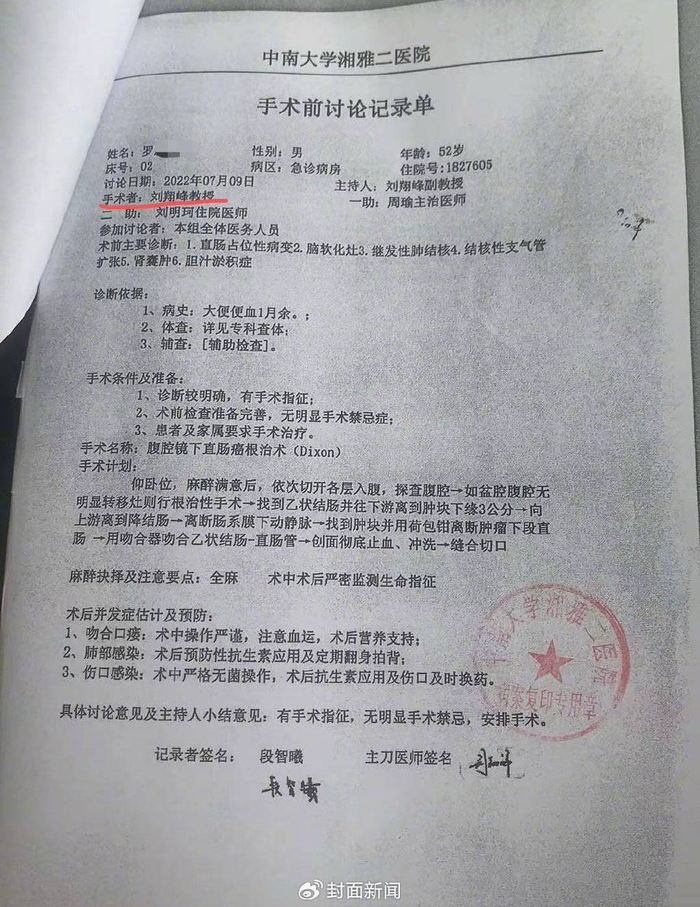 中南大学湘雅二医院
手术前讨论记录单
姓名：罗 性别：男 年龄：52岁
床号：02 病区：急诊病房 住院号:1827605
讨论日期：2022年07月09日 主持人：刘翔峰副教授
手术者：刘翔峰教授 一助：周瑜主治医师
二 助：刘明珂住院医师
参加讨论者：本组全体医务人员
术前主要诊断：1.直肠占位性病变2.脑软化灶3.继发性肺结核4.结核性支气管
扩张5.肾囊肿6.胆汁淤积症
诊断依据：
1、病史：大便便血1月余。；
2、体查：详见专科查体；
3、辅查：[辅助检查]。
手术条件及准备：
1、诊断较明确，有手术指征；
2、术前检查准备完善，无明显手术禁忌症；
3、患者及家属要求手术治疗。
手术名称：腹腔镜下直肠癌根治术（Dixon）
手术计划：
仰卧位，麻醉满意后，依次切开各层入腹，探查腹腔→如盆腔腹腔无
明显转移灶则行根治性手术→找到乙状结肠并往下游离到肿块下缘3公分→向
上游离到降结肠→离断肠系膜下动静脉→找到肿块并用荷包钳离断肿瘤下段直
肠 →用吻合器吻合乙状结肠-直肠管→创面彻底止血、冲洗→缝合切口
麻醉抉择及注意要点：全麻 术中术后严密监测生命指征
术后并发症估计及预防：
1、吻合口瘘：术中操作严谨，注意血运，术后营养支持；
2、肺部感染：术后预防性抗生素应用及定期翻身拍背；
3、伤口感染：术中严格无菌操作，术后抗生素应用及伤口及时换药。
具体讨论意见及主持人小结意见：有手术指征，无明显手术禁忌，安排手术。
记录者签名： 段智曦 主刀医师签名
段智曦
中南大学湘雅二医院
病案复印专用章
封面新闻